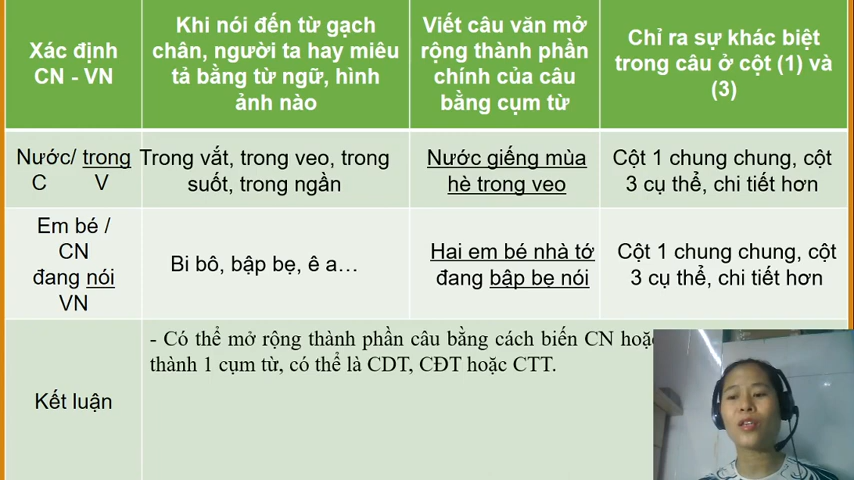 Xác định
CN - VN
Khi nói đến từ gạch
chân, người ta hay miêu
tả bằng từ ngữ, hình
ảnh nào
Viết câu văn mở
rộng thành phần
chính của câu
bằng cụm từ
Chỉ ra sự khác biệt
trong câu ở cột (1) và
(3)
Nước/ trong
C V
Trong vắt, trong veo, trong
suốt, trong ngần
Nước giếng mùa
hè trong veo
Cột 1 chung chung, cột
3 cụ thể, chi tiết hơn
Em bé /
CN
đang nói
VN
Bi bô, bập bẹ, ê a…
Hai em bé nhà tớ
đang bập bẹ nói
Cột 1 chung chung, cột
3 cụ thể, chi tiết hơn
Kết luận
- Có thể mở rộng thành phần câu bằng cách biến CN
thành 1 cụm từ, có thể là CDT, CĐT hoặc CTT.